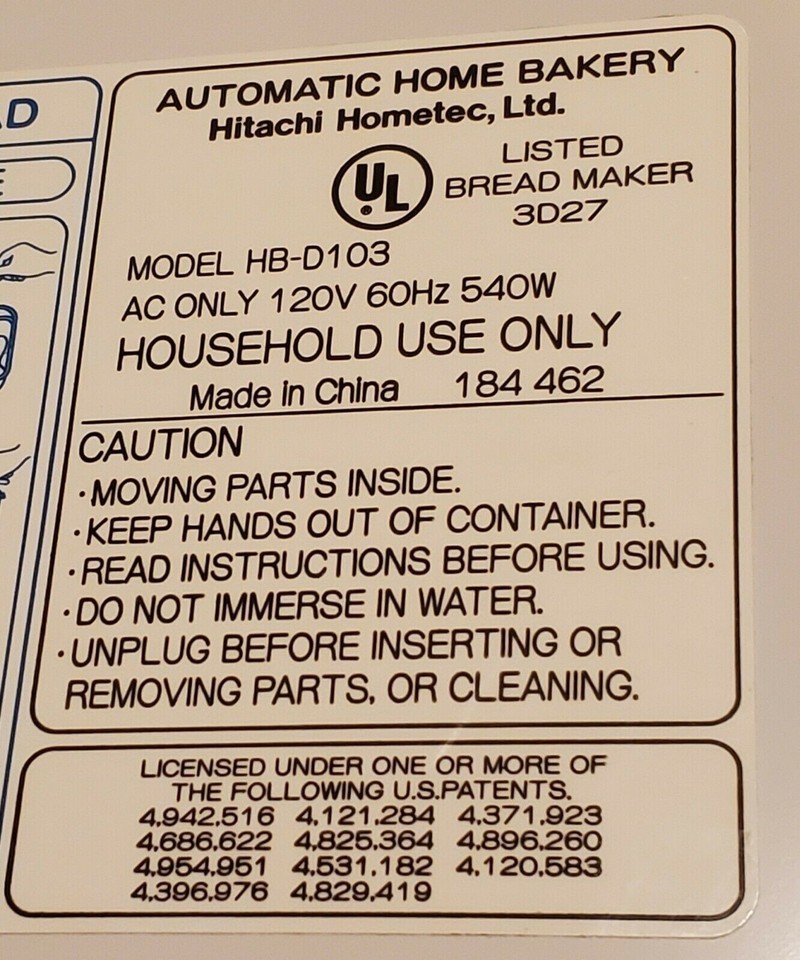 AUTOMATIC HOME BAKERY
Hitachi Hometec, Ltd.
UL
LISTED
BREAD MAKER
3D27
MODEL HB-D103
AC ONLY 120V 60Hz 540W
HOUSEHOLD USE ONLY
Made in China 184 462
CAUTION
·MOVING PARTS INSIDE.
·KEEP HANDS OUT OF CONTAINER.
·READ INSTRUCTIONS BEFORE USING.
·DO NOT IMMERSE IN WATER.
·UNPLUG BEFORE INSERTING OR
REMOVING PARTS, OR CLEANING.
LICENSED UNDER ONE OR MORE OF
THE FOLLOWING U.S.PATENTS.
4,942,516 4,121,284 4,371,923
4,686,622 4,825,364 4,896,260
4,954,951 4,531,182 4,120,583
4,396,976 4,829,419